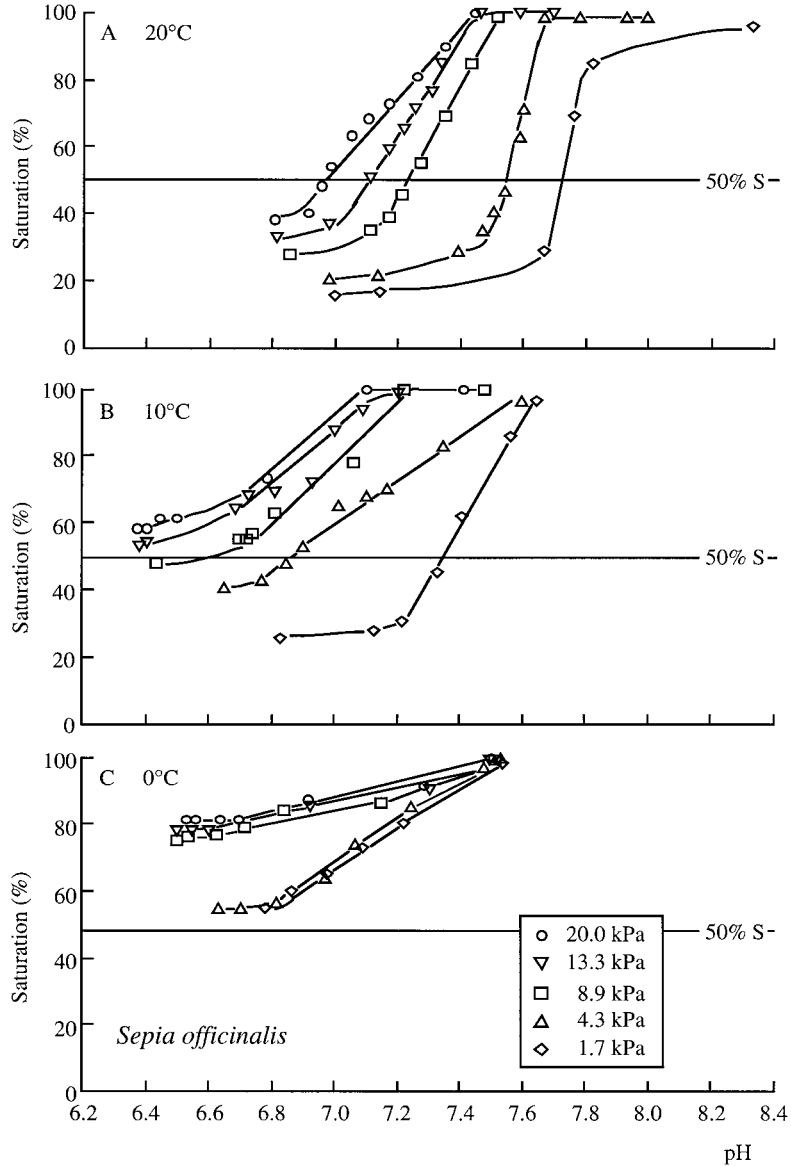 100
A 20°C
80
60
Saturation (%)
50% S
40
20
0
100
B 10°C
80
60
Saturation (%)
50% S
40
20
0
100
C 0°C
80
60
Saturation (%)
50% S
40
20
0
20.0 kPa
13.3 kPa
8.9 kPa
4.3 kPa
1.7 kPa
Sepia officinalis
6.2 6.4 6.6 6.8 7.0 7.2 7.4 7.6 7.8 8.0 8.2 8.4
pH